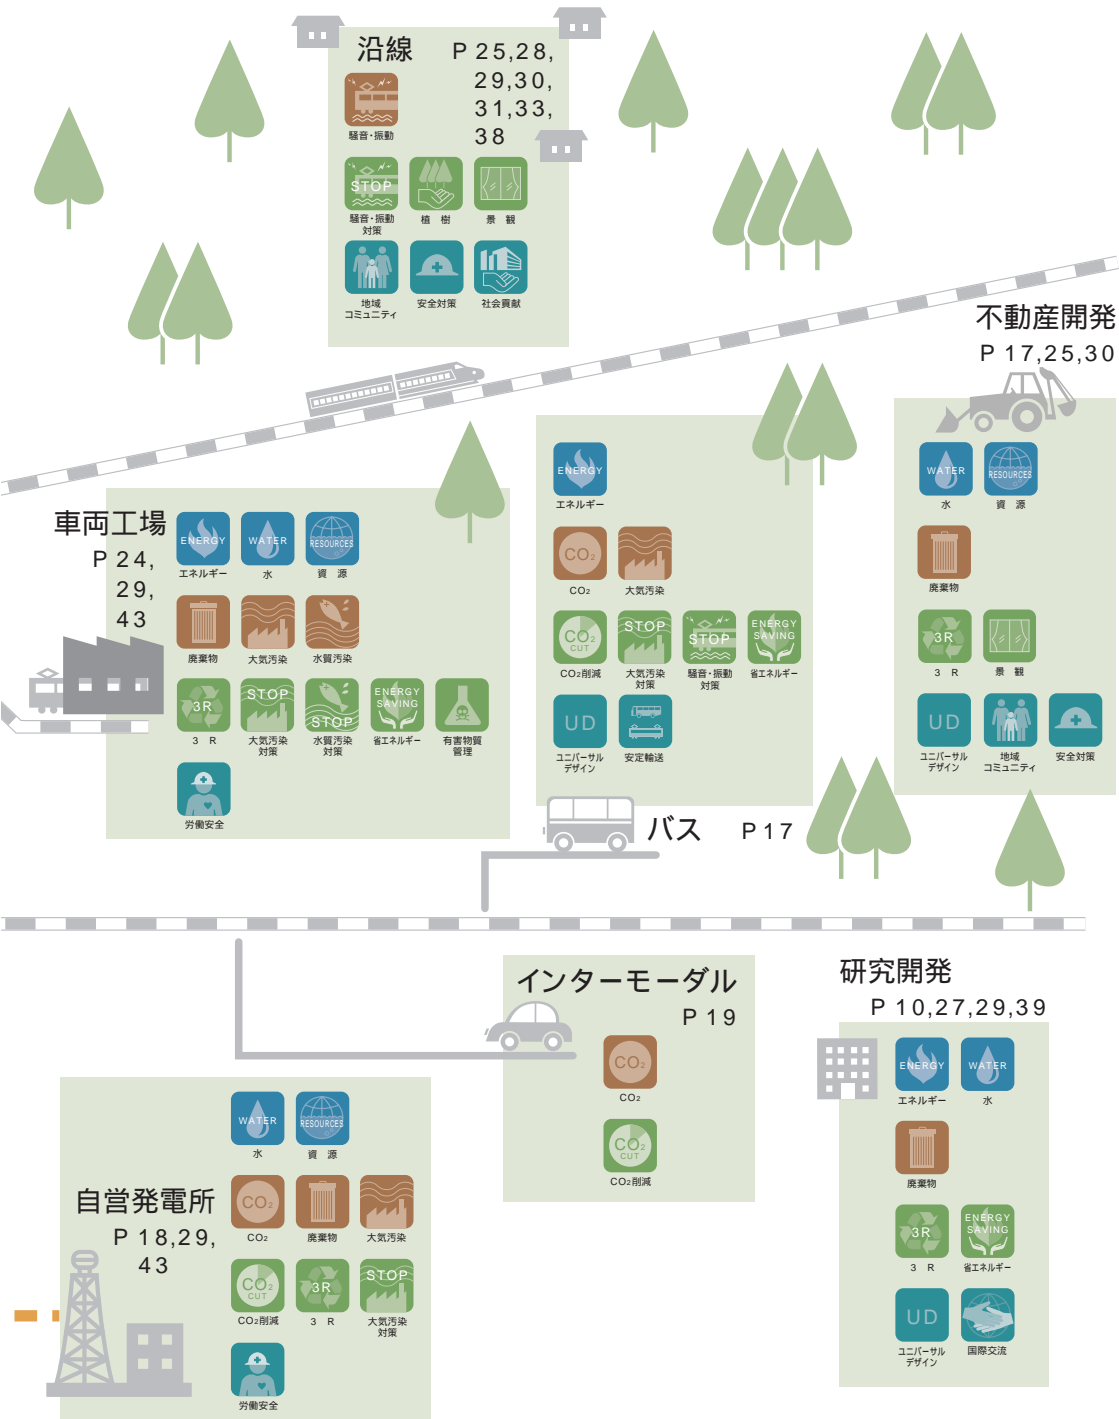 沿線
P 25,28,
29,30,
31,33,
38
騒音・振動
STOP
騒音・振動
対策
植 樹
景 観
地域
コミュニティ
安全対策
社会貢献
不動産開発
P 17,25,30
WATER
水
RESOURCES
資 源
廃棄物
3R
3 R
景 観
UD
ユニバーサル
デザイン
地域
コミュニティ
安全対策
車両工場
P 24,
29,
43
ENERGY
エネルギー
WATER
水
RESOURCES
資 源
廃棄物
大気汚染
水質汚染
3R
3 R
STOP
大気汚染
対策
STOP
水質汚染
対策
ENERGY
SAVING
省エネルギー
有害物質
管理
労働安全
ENERGY
エネルギー
CO2
CO2
大気汚染
CO2
CUT
CO2削減
STOP
大気汚染
対策
STOP
騒音・振動
対策
ENERGY
SAVING
省エネルギー
UD
ユニバーサル
デザイン
安定輸送
バス P17
インターモーダル
P 19
CO2
CO2
CO2
CUT
CO2削減
研究開発
P 10,27,29,39
ENERGY
エネルギー
WATER
水
廃棄物
3R
3 R
ENERGY
SAVING
省エネルギー
UD
ユニバーサル
デザイン
国際交流
自営発電所
P 18,29,
43
WATER
水
RESOURCES
資 源
CO2
CO2
廃棄物
大気汚染
CO2
CUT
CO2削減
3R
3 R
STOP
大気汚染
対策
労働安全